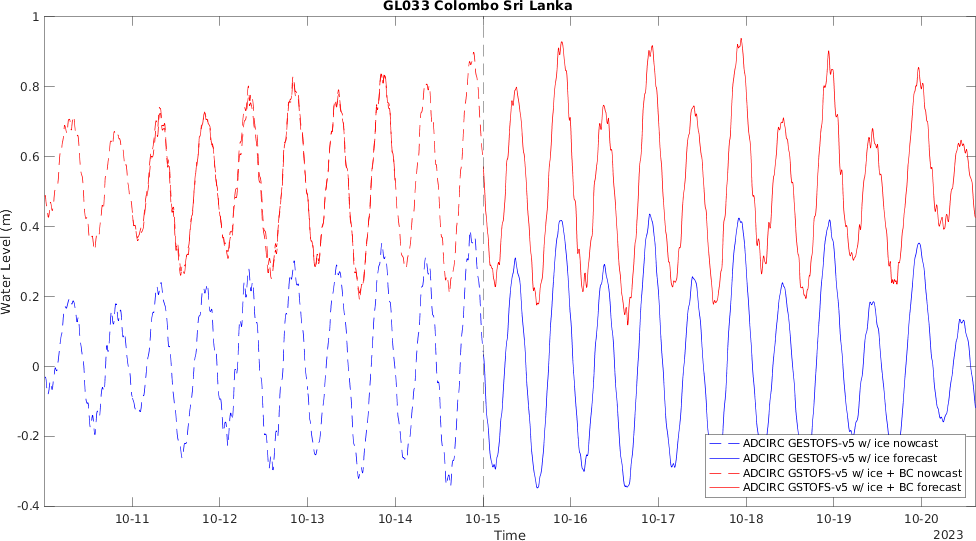 GL033 Colombo Sri Lanka
Water Level (m)
1
0.8
0.6
0.4
0.2
0
-0.2
-0.4
ADCIRC GESTOFS-v5 w/ ice nowcast
ADCIRC GESTOFS-v5 w/ ice forecast
ADCIRC GSTOFS-v5 w/ ice + BC nowcast
ADCIRC GSTOFS-v5 w/ ice + BC forecast
10-11 10-12 10-13 10-14 10-15 10-16 10-17 10-18 10-19 10-20
Time
2023